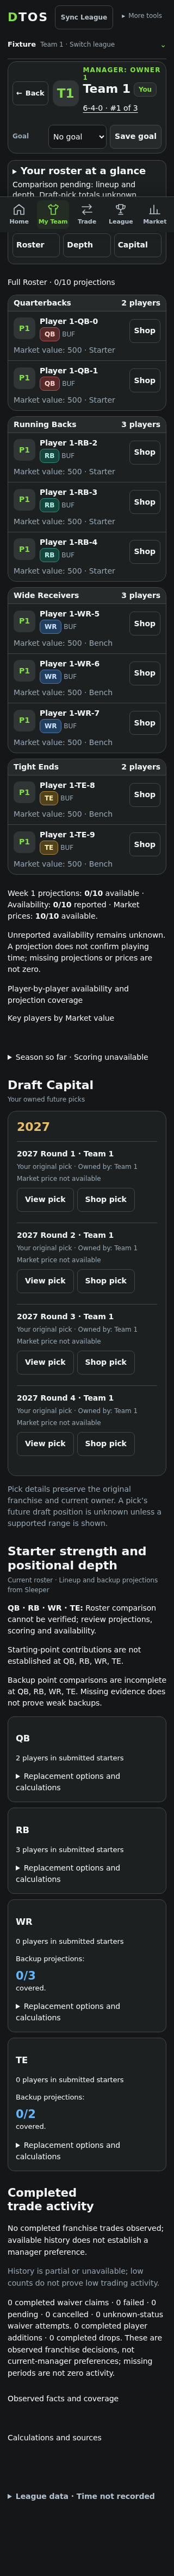 DTOS
Sync League
▸ More tools
Fixture Team 1 · Switch league
← Back
T1
MANAGER: OWNER 1
Team 1
You
6-4-0 · #1 of 3
Goal
No goal
Save goal
▸ Your roster at a glance
Comparison pending: lineup and
depth. Draft-pick totals unknown.
Home
My Team
Trade
League
Market
Roster
Depth
Capital
Full Roster · 0/10 projections
Quarterbacks 2 players
P1
Player 1-QB-0
QB BUF
Shop
Market value: 500 · Starter
P1
Player 1-QB-1
QB BUF
Shop
Market value: 500 · Starter
Running Backs 3 players
P1
Player 1-RB-2
RB BUF
Shop
Market value: 500 · Starter
P1
Player 1-RB-3
RB BUF
Shop
Market value: 500 · Starter
P1
Player 1-RB-4
RB BUF
Shop
Market value: 500 · Starter
Wide Receivers 3 players
P1
Player 1-WR-5
WR BUF
Shop
Market value: 500 · Bench
P1
Player 1-WR-6
WR BUF
Shop
Market value: 500 · Bench
P1
Player 1-WR-7
WR BUF
Shop
Market value: 500 · Bench
Tight Ends 2 players
P1
Player 1-TE-8
TE BUF
Shop
Market value: 500 · Bench
P1
Player 1-TE-9
TE BUF
Shop
Market value: 500 · Bench
Week 1 projections: 0/10 available ·
Availability: 0/10 reported · Market
prices: 10/10 available.
Unreported availability remains unknown.
A projection does not confirm playing
time; missing projections or prices are
not zero.
Player-by-player availability and
projection coverage
Key players by Market value
▸ Season so far · Scoring unavailable
Draft Capital
Your owned future picks
2027
2027 Round 1 · Team 1
Your original pick · Owned by: Team 1
Market price not available
View pick
Shop pick
2027 Round 2 · Team 1
Your original pick · Owned by: Team 1
Market price not available
View pick
Shop pick
2027 Round 3 · Team 1
Your original pick · Owned by: Team 1
Market price not available
View pick
Shop pick
2027 Round 4 · Team 1
Your original pick · Owned by: Team 1
Market price not available
View pick
Shop pick
Pick details preserve the original
franchise and current owner. A pick's
future draft position is unknown unless a
supported range is shown.
Starter strength and
positional depth
Current roster · Lineup and backup projections
from Sleeper
QB · RB · WR · TE: Roster comparison
cannot be verified; review projections,
scoring and availability.
Starting-point contributions are not
established at QB, RB, WR, TE.
Backup point comparisons are incomplete
at QB, RB, WR, TE. Missing evidence does
not prove weak backups.
QB
2 players in submitted starters
▸ Replacement options and
calculations
RB
3 players in submitted starters
▸ Replacement options and
calculations
WR
0 players in submitted starters
Backup projections:
0/3
covered.
▸ Replacement options and
calculations
TE
0 players in submitted starters
Backup projections:
0/2
covered.
▸ Replacement options and
calculations
Completed
trade activity
No completed franchise trades observed;
available history does not establish a
manager preference.
History is partial or unavailable; low
counts do not prove low trading activity.
0 completed waiver claims · 0 failed · 0
pending · 0 cancelled · 0 unknown-status
waiver attempts. 0 completed player
additions · 0 completed drops. These are
observed franchise decisions, not
current-manager preferences; missing
periods are not zero activity.
Observed facts and coverage
Calculations and sources
▸ League data · Time not recorded